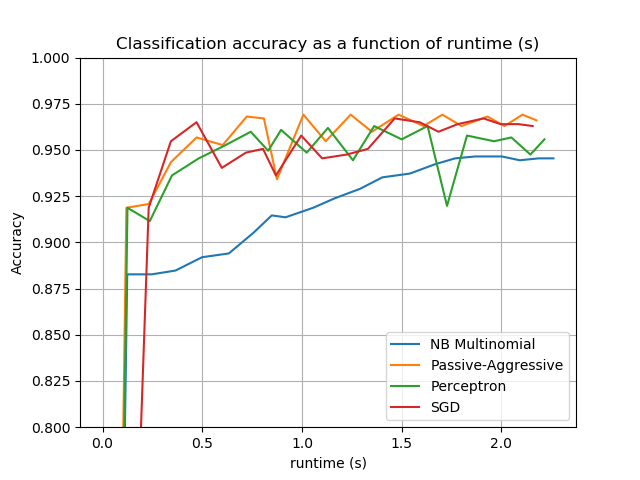 Classification accuracy as a function of runtime (s)
1.000
0.975
0.950
0.925
0.900
0.875
0.850
0.825
0.800
Accuracy
NB Multinomial
Passive-Aggressive
Perceptron
SGD
0.0 0.5 1.0 1.5 2.0
runtime (s)